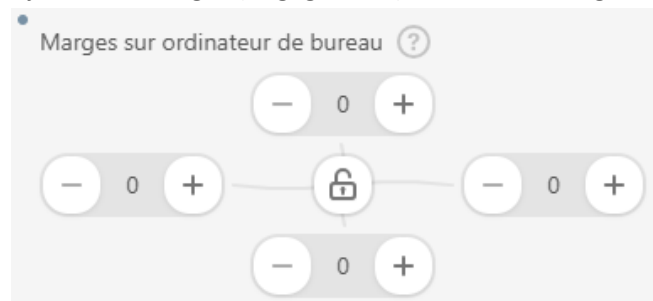 Marges sur ordinateur de bureau ?
− 0 +
− 0 +
− 0 +
− 0 +